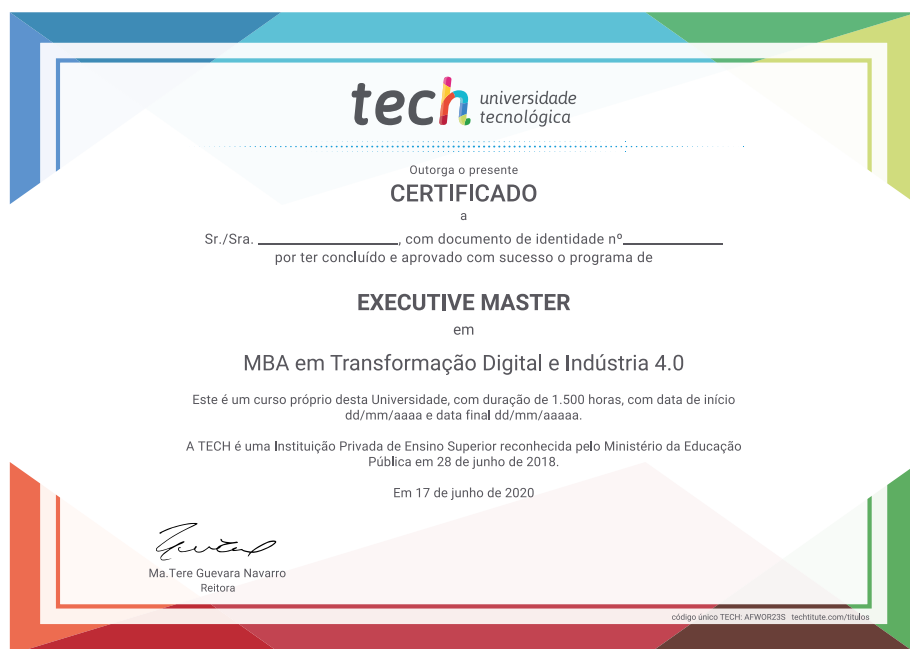 tech universidade
tecnológica
Outorga o presente
CERTIFICADO
a
Sr./Sra. ____________________, com documento de identidade nº______________
por ter concluído e aprovado com sucesso o programa de
EXECUTIVE MASTER
em
MBA em Transformação Digital e Indústria 4.0
Este é um curso próprio desta Universidade, com duração de 1.500 horas, com data de início
dd/mm/aaaa e data final dd/mm/aaaaa.
A TECH é uma Instituição Privada de Ensino Superior reconhecida pelo Ministério da Educação
Pública em 28 de junho de 2018.
Em 17 de junho de 2020
Ma.Tere Guevara Navarro
Reitora
código único TECH: AFWOR23S techtitute.com/titulos